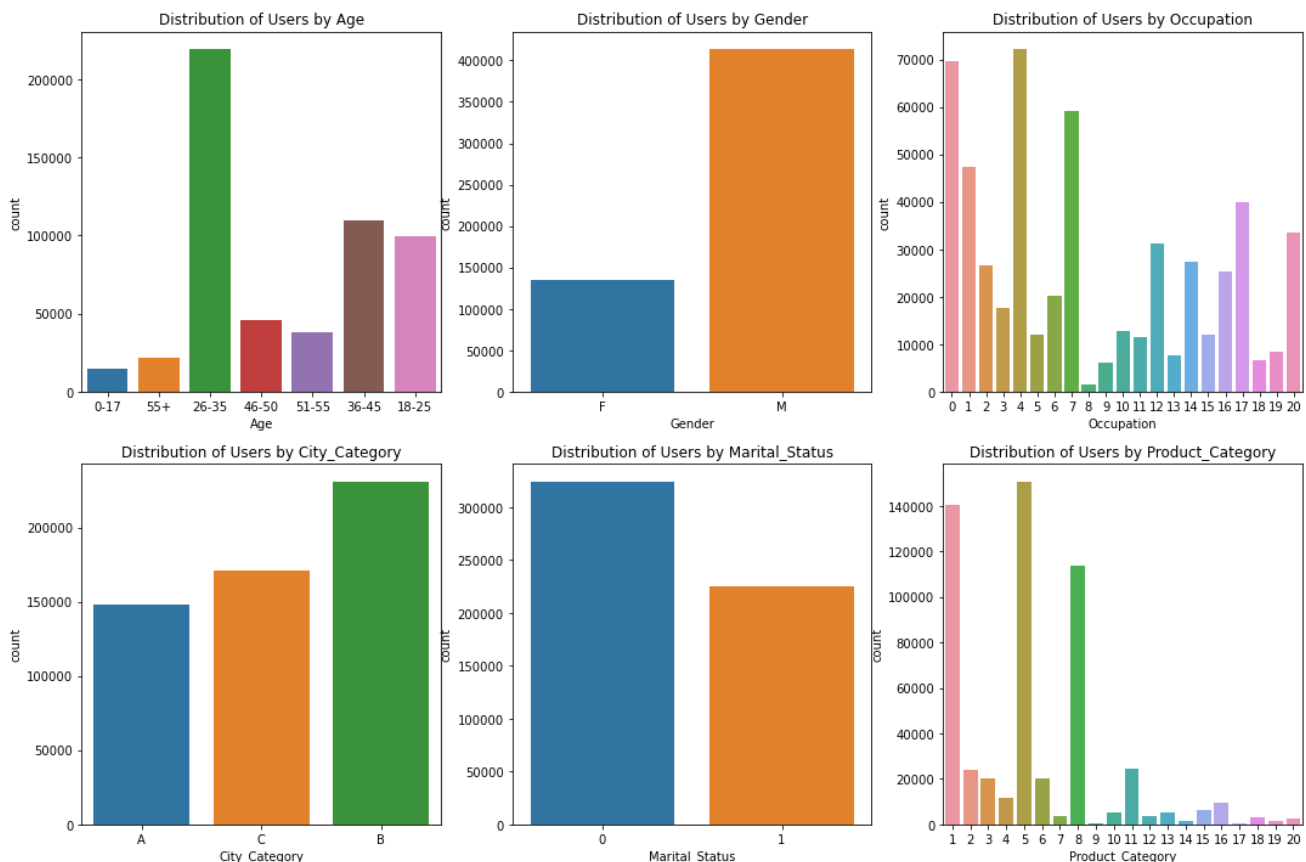 Distribution of Users by Age
200000
150000
100000
50000
0
count
0-17 55+ 26-35 46-50 51-55 36-45 18-25
Age
Distribution of Users by Gender
400000
350000
300000
250000
200000
150000
100000
50000
0
count
F M
Gender
Distribution of Users by Occupation
70000
60000
50000
40000
30000
20000
10000
0
count
0 1 2 3 4 5 6 7 8 9 10 11 12 13 14 15 16 17 18 19 20
Occupation
Distribution of Users by City_Category
200000
150000
100000
50000
0
count
A C B
City_Category
Distribution of Users by Marital_Status
300000
250000
200000
150000
100000
50000
0
count
0 1
Marital_Status
Distribution of Users by Product_Category
140000
120000
100000
80000
60000
40000
20000
0
count
1 2 3 4 5 6 7 8 9 10 11 12 13 14 15 16 17 18 19 20
Product_Category